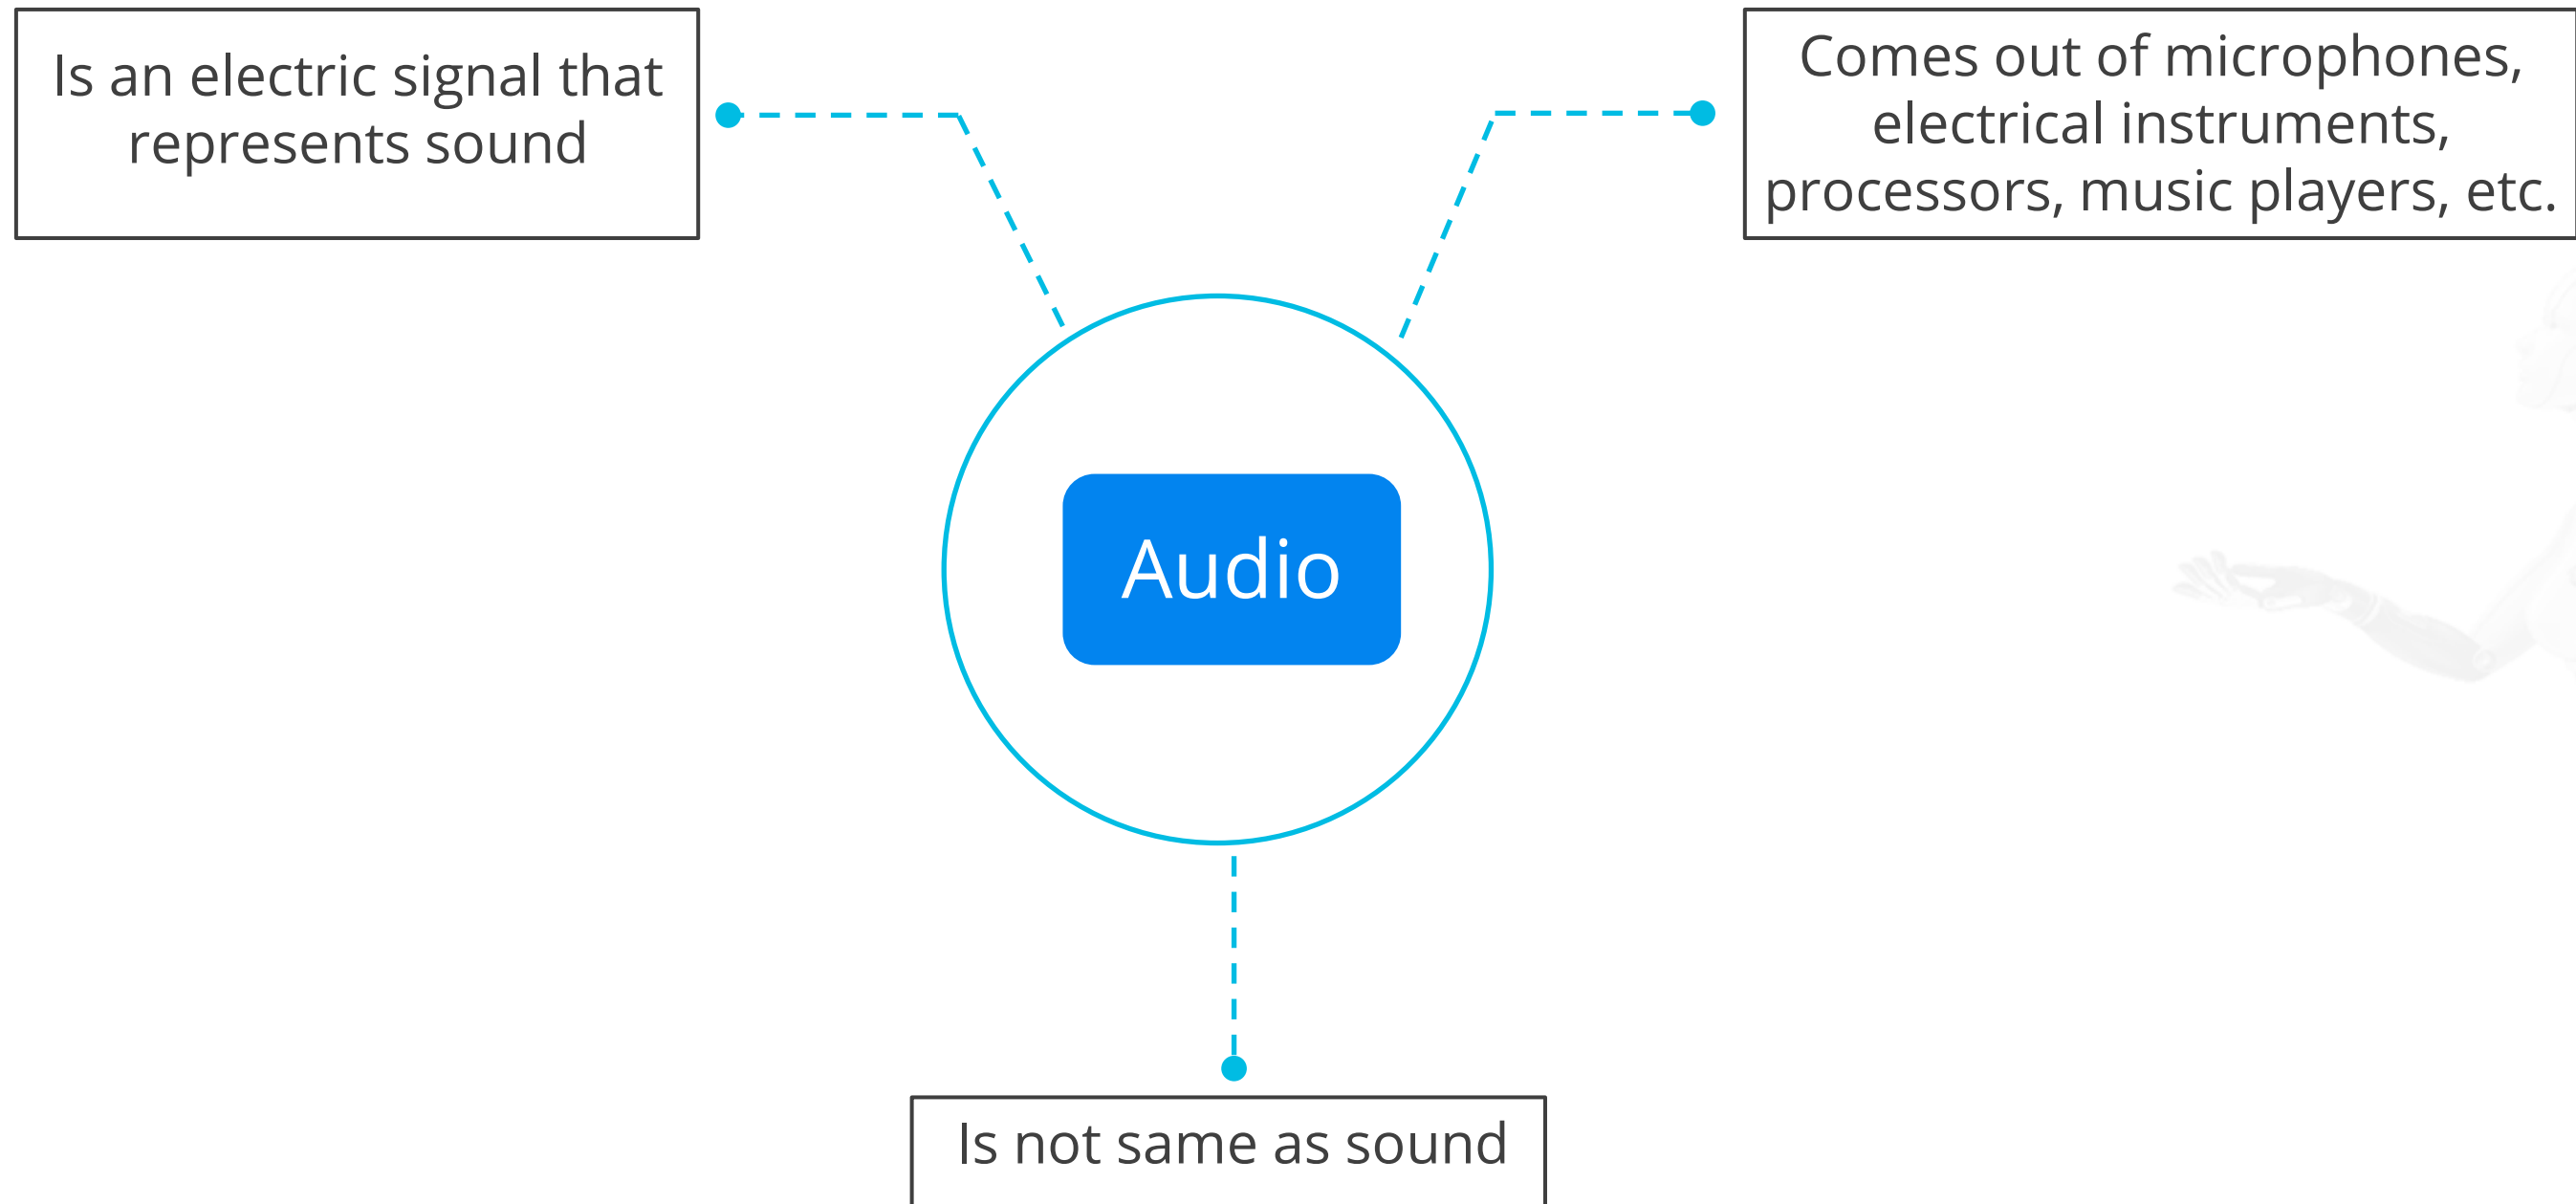 Is an electric signal that
represents sound
Comes out of microphones,
electrical instruments,
processors, music players, etc.
Audio
Is not same as sound